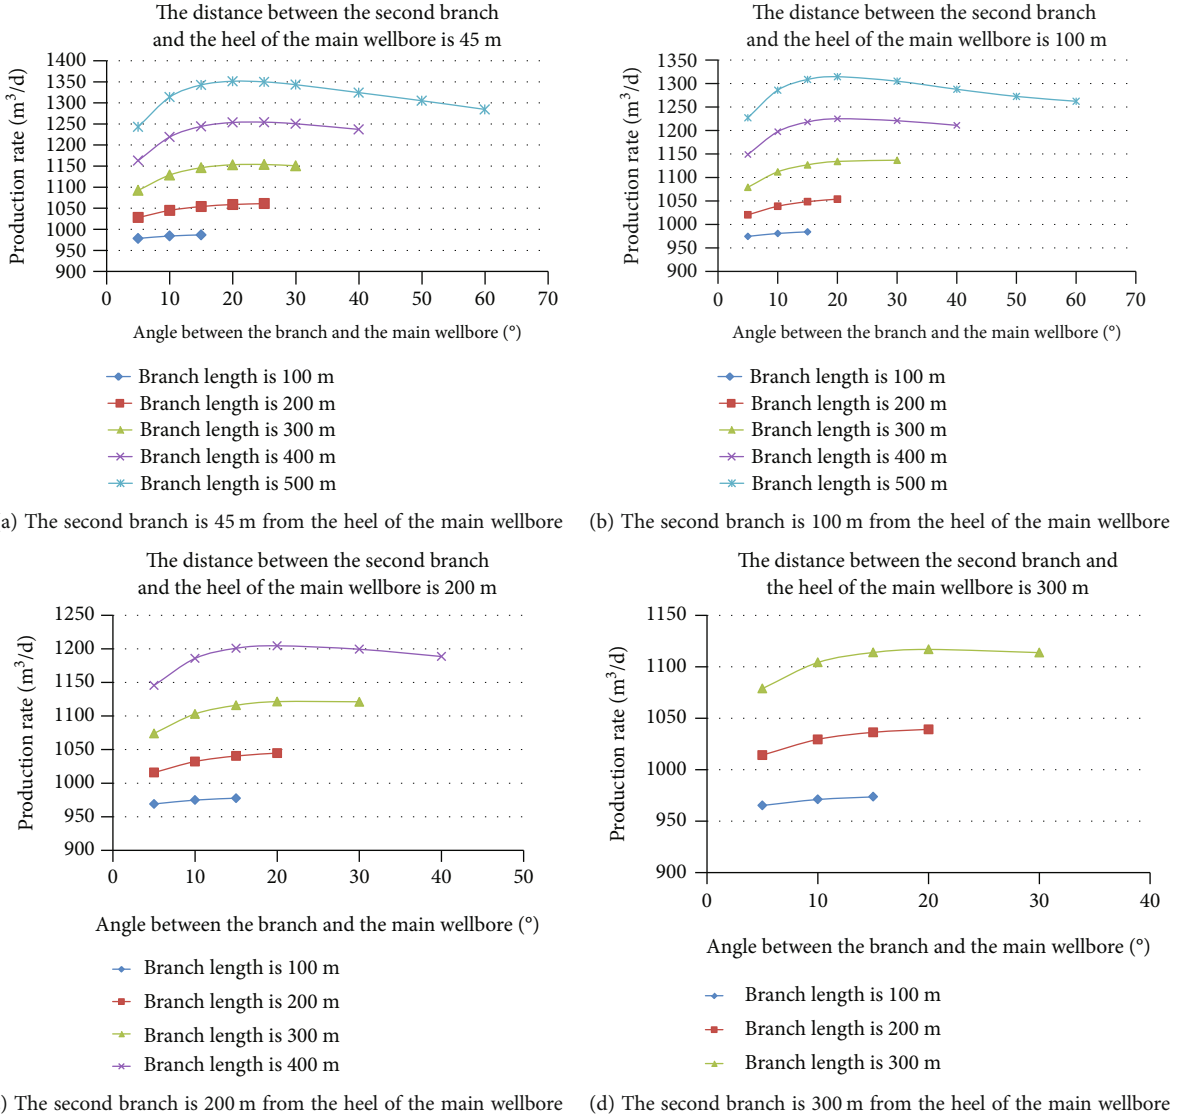 The distance between the second branch
and the heel of the main wellbore is 45 m
1400
1350
1300
1250
1200
1150
1100
1050
1000
950
900
Production rate (m³/d)
0 10 20 30 40 50 60 70
Angle between the branch and the main wellbore (°)
Branch length is 100 m
Branch length is 200 m
Branch length is 300 m
Branch length is 400 m
Branch length is 500 m
a) The second branch is 45 m from the heel of the main wellbore
The distance between the second branch
and the heel of the main wellbore is 100 m
1350
1300
1250
1200
1150
1100
1050
1000
950
900
Production rate (m³/d)
0 10 20 30 40 50 60 70
Angle between the branch and the main wellbore (°)
Branch length is 100 m
Branch length is 200 m
Branch length is 300 m
Branch length is 400 m
Branch length is 500 m
(b) The second branch is 100 m from the heel of the main wellbore
The distance between the second branch
and the heel of the main wellbore is 200 m
1250
1200
1150
1100
1050
1000
950
900
Production rate (m³/d)
0 10 20 30 40 50
Angle between the branch and the main wellbore (°)
Branch length is 100 m
Branch length is 200 m
Branch length is 300 m
Branch length is 400 m
) The second branch is 200 m from the heel of the main wellbore
The distance between the second branch and
the heel of the main wellbore is 300 m
1150
1100
1050
1000
950
900
Production rate (m³/d)
0 10 20 30 40
Angle between the branch and the main wellbore (°)
Branch length is 100 m
Branch length is 200 m
Branch length is 300 m
(d) The second branch is 300 m from the heel of the main wellbore